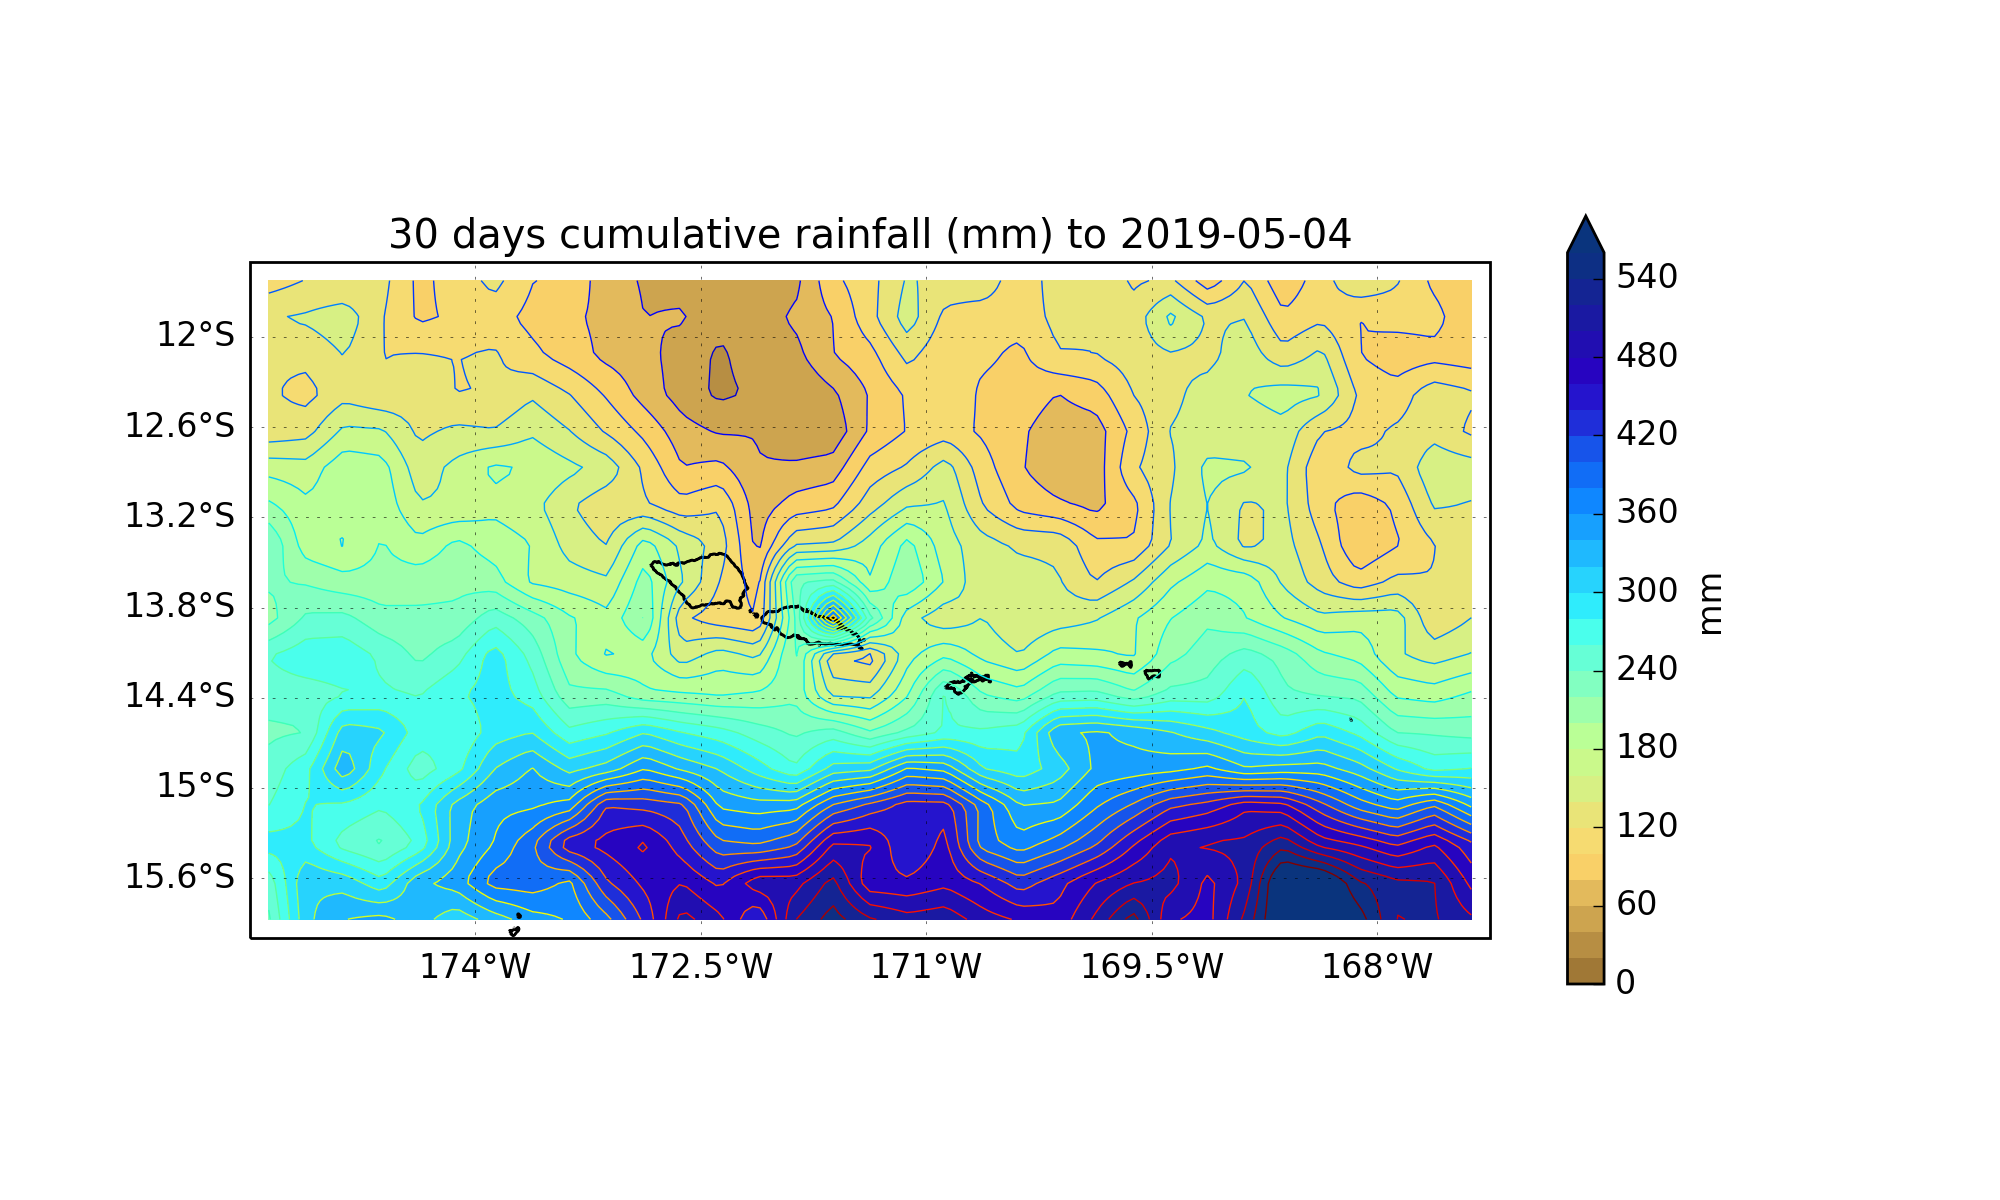 30 days cumulative rainfall (mm) to 2019-05-04
12°S
12.6°S
13.2°S
13.8°S
14.4°S
15°S
15.6°S
174°W
172.5°W
171°W
169.5°W
168°W
540
480
420
360
300
240
180
120
60
0
mm